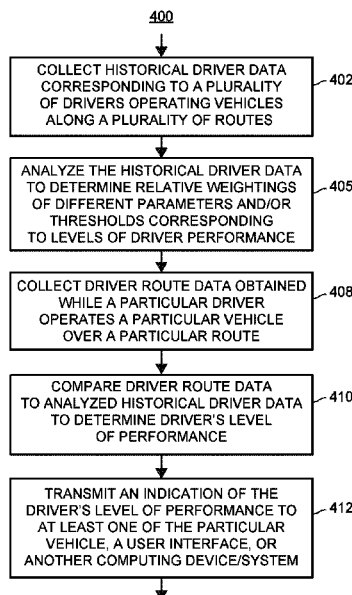 400
COLLECT HISTORICAL DRIVER DATA
CORRESPONDING TO A PLURALITY
OF DRIVERS OPERATING VEHICLES
ALONG A PLURALITY OF ROUTES
402
ANALYZE THE HISTORICAL DRIVER DATA
TO DETERMINE RELATIVE WEIGHTINGS
OF DIFFERENT PARAMETERS AND/OR
THRESHOLDS CORRESPONDING
TO LEVELS OF DRIVER PERFORMANCE
405
COLLECT DRIVER ROUTE DATA OBTAINED
WHILE A PARTICULAR DRIVER
OPERATES A PARTICULAR VEHICLE
OVER A PARTICULAR ROUTE
408
COMPARE DRIVER ROUTE DATA
TO ANALYZED HISTORICAL DRIVER DATA
TO DETERMINE DRIVER'S LEVEL
OF PERFORMANCE
410
TRANSMIT AN INDICATION OF THE
DRIVER'S LEVEL OF PERFORMANCE TO
AT LEAST ONE OF THE PARTICULAR
VEHICLE, A USER INTERFACE, OR
ANOTHER COMPUTING DEVICE/SYSTEM
412